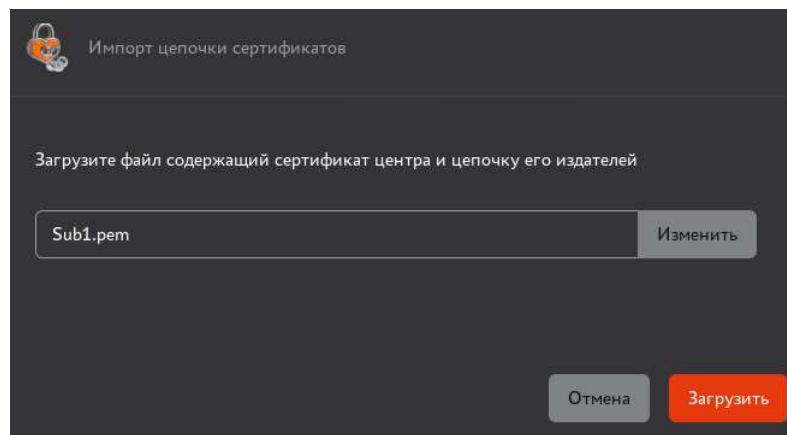 Импорт цепочки сертификатов
Загрузите файл содержащий сертификат центра и цепочку его издателей
Sub1.pem Изменить
Отмена Загрузить